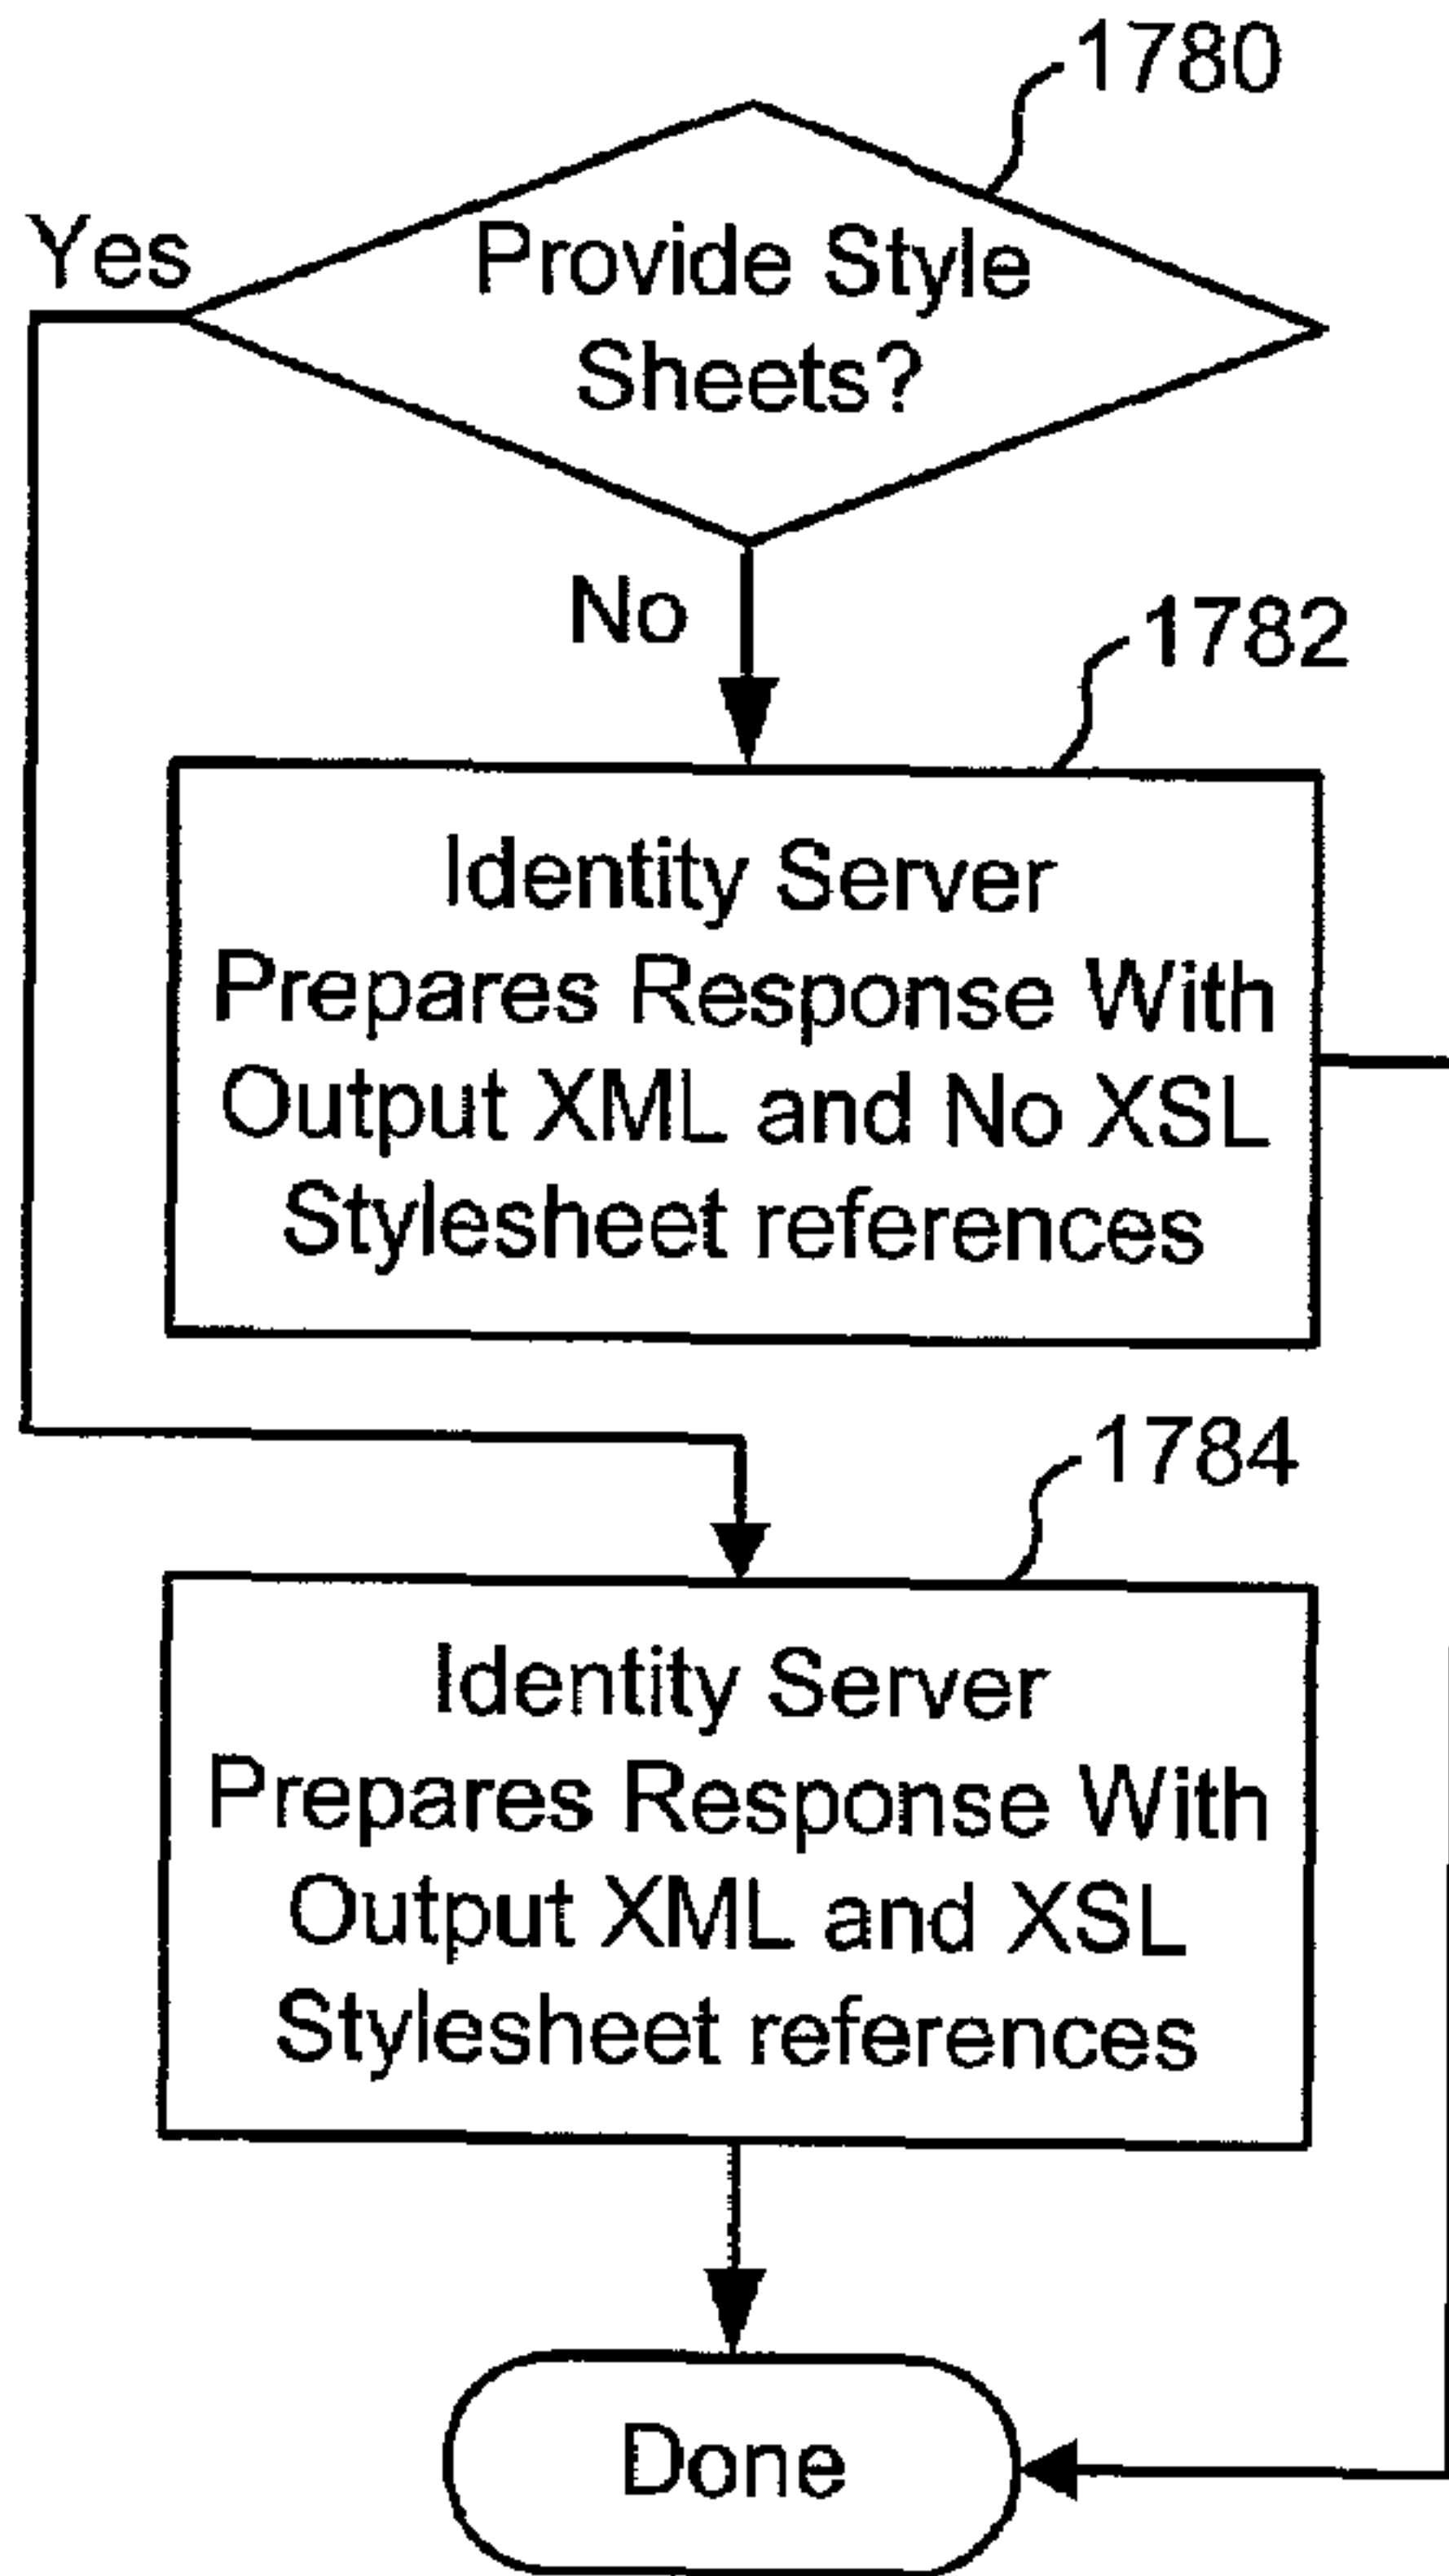 1780
Yes
Provide Style
Sheets?
No
1782
Identity Server
Prepares Response With
Output XML and No XSL
Stylesheet references
1784
Identity Server
Prepares Response With
Output XML and XSL
Stylesheet references
Done